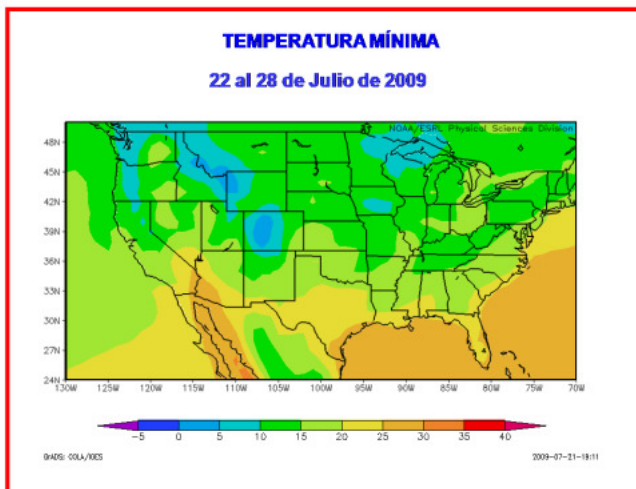 TEMPERATURA MÍNIMA
22 al 28 de Julio de 2009
NOAA/ESRL Physical Sciences Division
48N
45N
42N
39N
36N
33N
30N
27N
24N
130W 125W 120W 115W 110W 105W 100W 95W 90W 85W 80W 75W 70W
-5 0 5 10 15 20 25 30 35 40
GrADS: COLA/IGES 2009-07-21-18:11